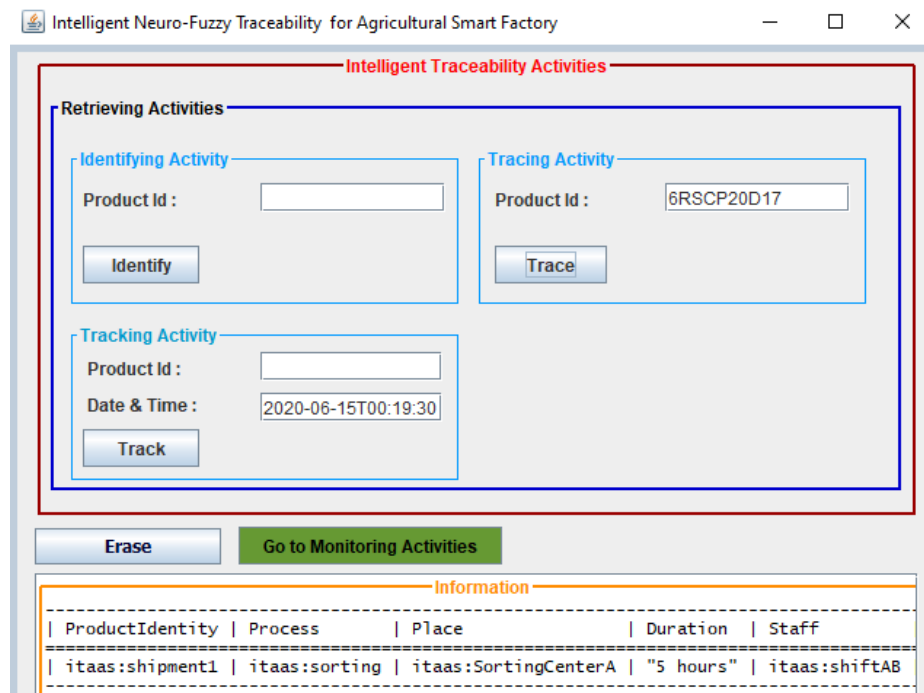 Intelligent Neuro-Fuzzy Traceability for Agricultural Smart Factory
Intelligent Traceability Activities
Retrieving Activities
Identifying Activity
Product Id :
Identify
Tracing Activity
Product Id : 6RSCP20D17
Trace
Tracking Activity
Product Id :
Date & Time : 2020-06-15T00:19:30
Track
Erase
Go to Monitoring Activities
Information
| ProductIdentity | Process | Place | Duration | Staff
| itaas:shipment1 | itaas:sorting | itaas:SortingCenterA | "5 hours" | itaas:shiftAB